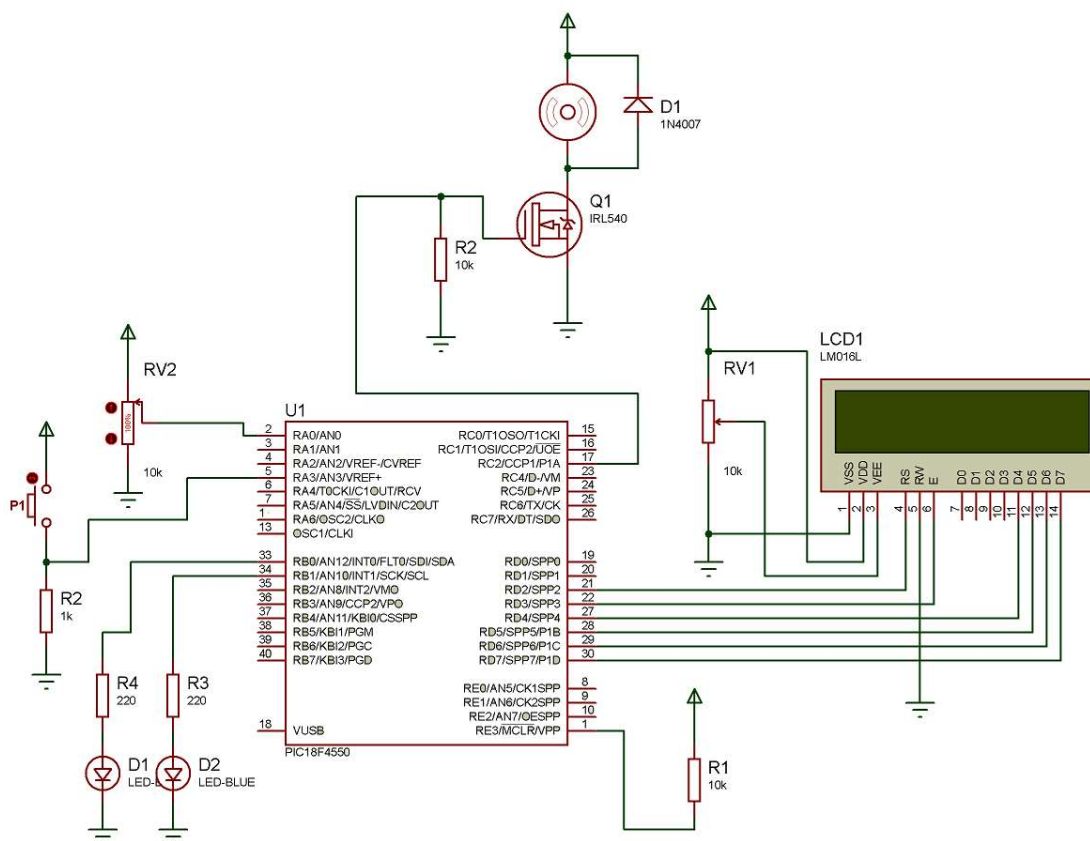 D1
1N4007
Q1
IRL540
R2
10k
RV2
100%
10k
P1
R2
1k
R4
220
R3
220
D1
LED-B
D2
LED-BLUE
U1
2 RA0/AN0
3 RA1/AN1
4 RA2/AN2/VREF-/CVREF
5 RA3/AN3/VREF+
6 RA4/T0CKI/C1OUT/RCV
7 RA5/AN4/SS/LVDIN/C2OUT
1 RA6/OSC2/CLKO
13 OSC1/CLKI
33 RB0/AN12/INT0/FLT0/SDI/SDA
34 RB1/AN10/INT1/SCK/SCL
35 RB2/AN8/INT2/VMO
36 RB3/AN9/CCP2/VPO
37 RB4/AN11/KBI0/CSSPP
38 RB5/KBI1/PGM
39 RB6/KBI2/PGC
40 RB7/KBI3/PGD
18 VUSB
RC0/T1OSO/T1CKI 15
RC1/T1OSI/CCP2/UOE 16
RC2/CCP1/P1A 17
RC4/D-/VM 23
RC5/D+/VP 24
RC6/TX/CK 25
RC7/RX/DT/SDO 26
RD0/SPP0 19
RD1/SPP1 20
RD2/SPP2 21
RD3/SPP3 22
RD4/SPP4 27
RD5/SPP5/P1B 28
RD6/SPP6/P1C 29
RD7/SPP7/P1D 30
RE0/AN5/CK1SPP 8
RE1/AN6/CK2SPP 9
RE2/AN7/OESPP 10
RE3/MCLR/VPP 1
PIC18F4550
R1
10k
RV1
10k
LCD1
LM016L
VSS VDD VEE RS RW E D0 D1 D2 D3 D4 D5 D6 D7
1 2 3 4 5 6 7 8 9 10 11 12 13 14